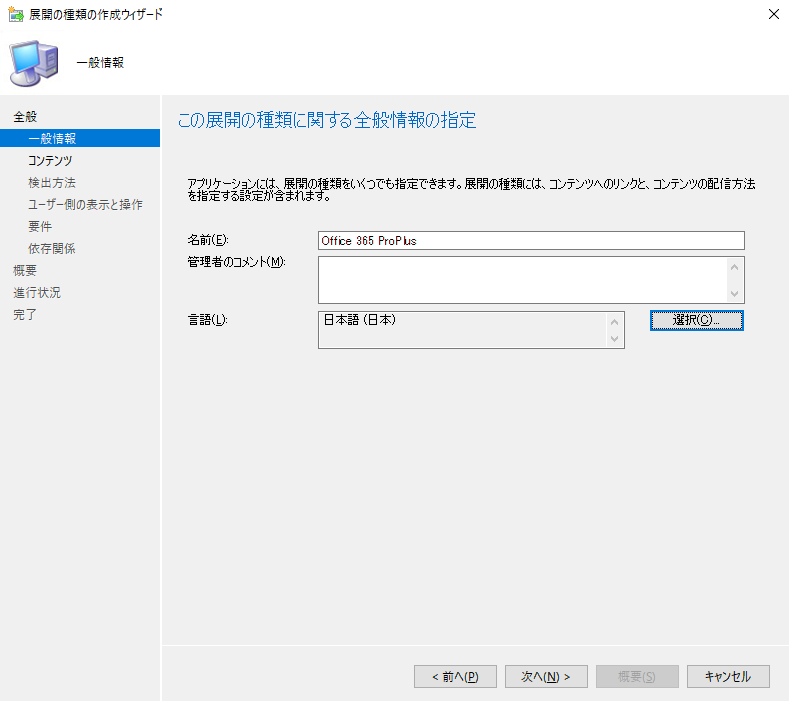 展開の種類の作成ウィザード
一般情報
全般
一般情報
コンテンツ
検出方法
ユーザー側の表示と操作
要件
依存関係
概要
進行状況
完了
この展開の種類に関する全般情報の指定
アプリケーションには、展開の種類をいくつでも指定できます。展開の種類には、コンテンツへのリンクと、コンテンツの配信方法
を指定する設定が含まれます。
名前(E):
Office 365 ProPlus
管理者のコメント(M):
言語(L):
日本語 (日本)
選択(C)...
< 前へ(P)
次へ(N) >
概要(S)
キャンセル